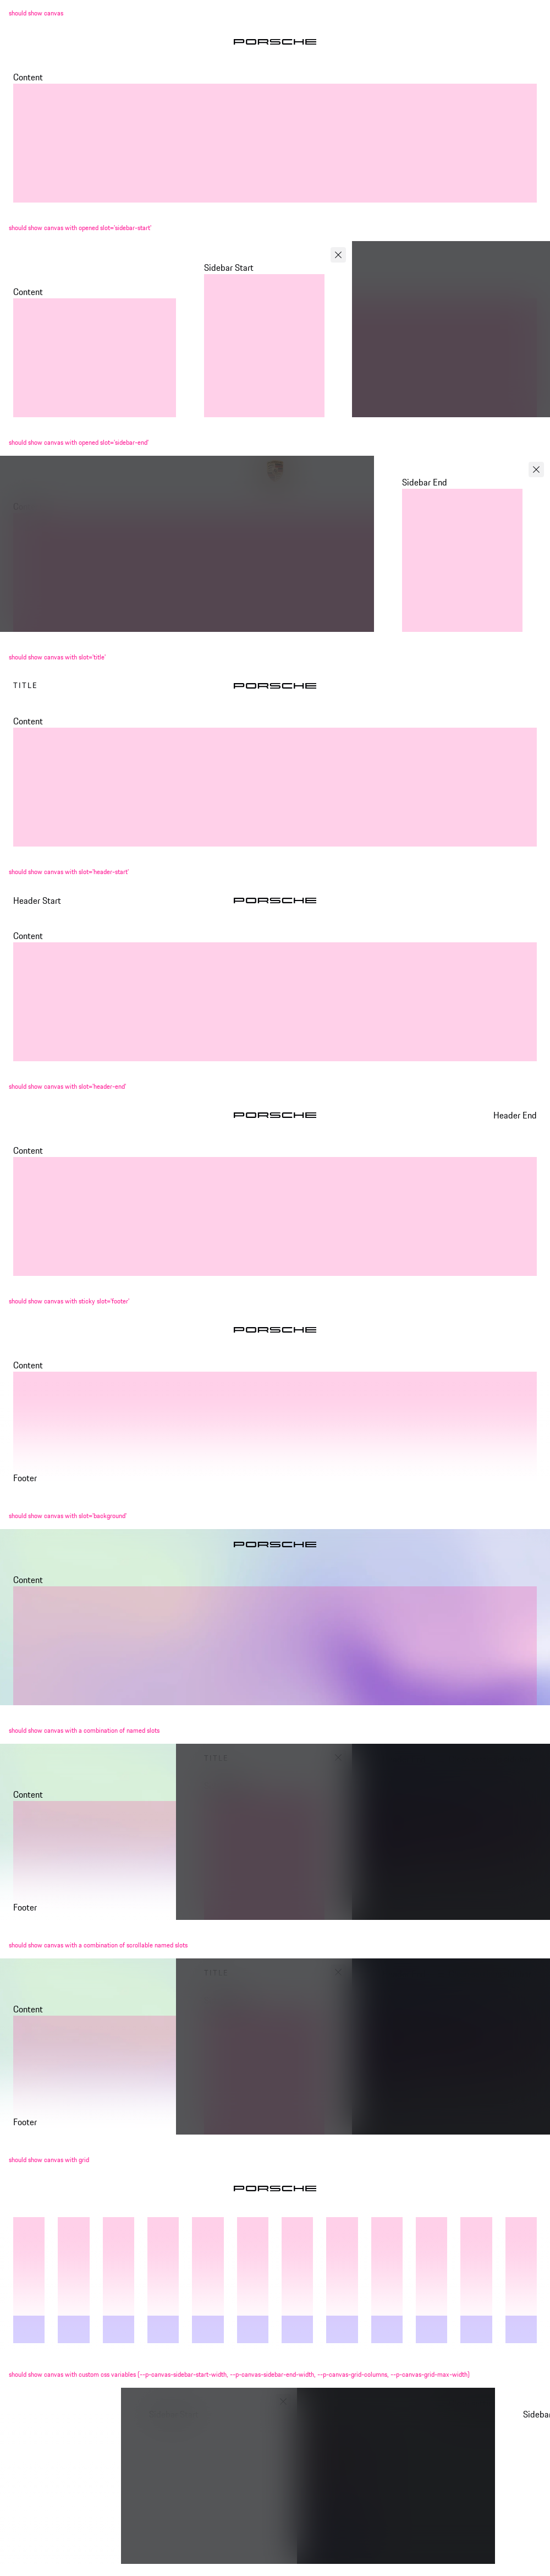 should show canvas
PORSCHE
Content
should show canvas with opened slot='sidebar-start'
Sidebar Start
Content
should show canvas with opened slot='sidebar-end'
Sidebar End
should show canvas with slot='title'
TITLE PORSCHE
Content
should show canvas with slot='header-start'
Header Start PORSCHE
Content
should show canvas with slot='header-end'
PORSCHE Header End
Content
should show canvas with sticky slot='footer'
PORSCHE
Content
Footer
should show canvas with slot='background'
PORSCHE
Content
should show canvas with a combination of named slots
TITLE
Content
Footer
should show canvas with a combination of scrollable named slots
TITLE
Content
Footer
should show canvas with grid
PORSCHE
should show canvas with custom css variables (--p-canvas-sidebar-start-width, --p-canvas-sidebar-end-width, --p-canvas-grid-columns, --p-canvas-grid-max-width)